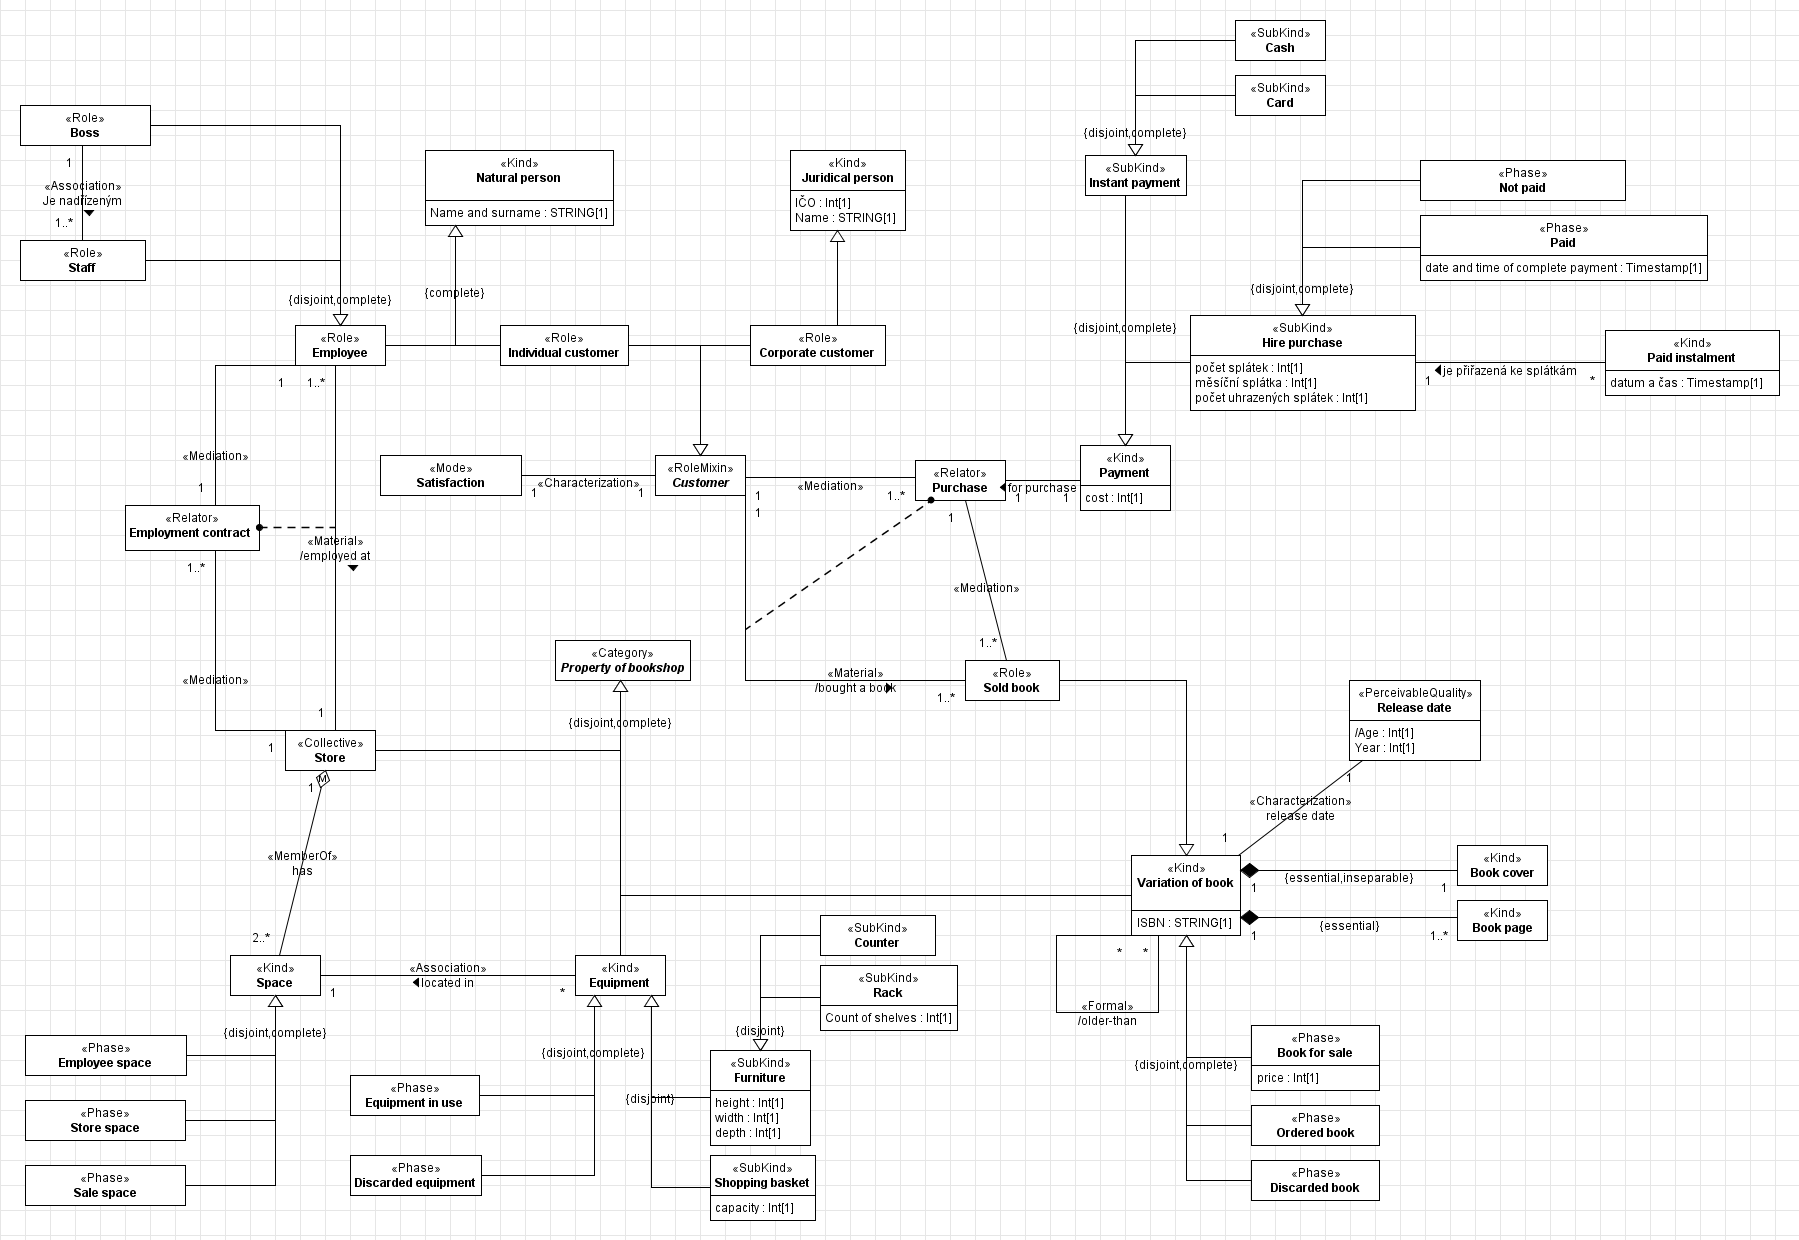 «SubKind»
Cash
«SubKind»
Card
{disjoint,complete}
«SubKind»
Instant payment
«Role»
Boss
1
«Association»
Je nadřízeným
1..*
«Role»
Staff
{disjoint,complete}
«Kind»
Natural person
Name and surname : STRING[1]
{complete}
«Kind»
Juridical person
IČO : Int[1]
Name : STRING[1]
«Phase»
Not paid
«Phase»
Paid
date and time of complete payment : Timestamp[1]
{disjoint,complete}
{disjoint,complete}
«Role»
Employee
«Role»
Individual customer
«Role»
Corporate customer
«SubKind»
Hire purchase
počet splátek : Int[1]
měsíční splátka : Int[1]
počet uhrazených splátek : Int[1]
je přiřazená ke splátkám
1
*
«Kind»
Paid instalment
datum a čas : Timestamp[1]
1
1..*
«Mediation»
1
«Relator»
Employment contract
1..*
«Material»
/employed at
«Mode»
Satisfaction
«Characterization»
1
1
«RoleMixin»
Customer
«Mediation»
1
1..*
1
«Relator»
Purchase
for purchase
1
1
«Kind»
Payment
cost : Int[1]
1
«Mediation»
1..*
«Category»
Property of bookshop
{disjoint,complete}
«Material»
/bought a book
1..*
«Role»
Sold book
«Mediation»
1
1
«Collective»
Store
M
1
«MemberOf»
has
2..*
«PerceivableQuality»
Release date
/Age : Int[1]
Year : Int[1]
1
«Characterization»
release date
1
«Kind»
Variation of book
ISBN : STRING[1]
{essential,inseparable}
1
1
«Kind»
Book cover
{essential}
1
1..*
«Kind»
Book page
*
*
«Formal»
/older-than
«Kind»
Space
«Association»
located in
1
*
«Kind»
Equipment
«SubKind»
Counter
«SubKind»
Rack
Count of shelves : Int[1]
{disjoint}
{disjoint,complete}
«Phase»
Employee space
«Phase»
Store space
«Phase»
Sale space
{disjoint,complete}
«Phase»
Equipment in use
«Phase»
Discarded equipment
{disjoint}
«SubKind»
Furniture
height : Int[1]
width : Int[1]
depth : Int[1]
«SubKind»
Shopping basket
capacity : Int[1]
{disjoint,complete}
«Phase»
Book for sale
price : Int[1]
«Phase»
Ordered book
«Phase»
Discarded book